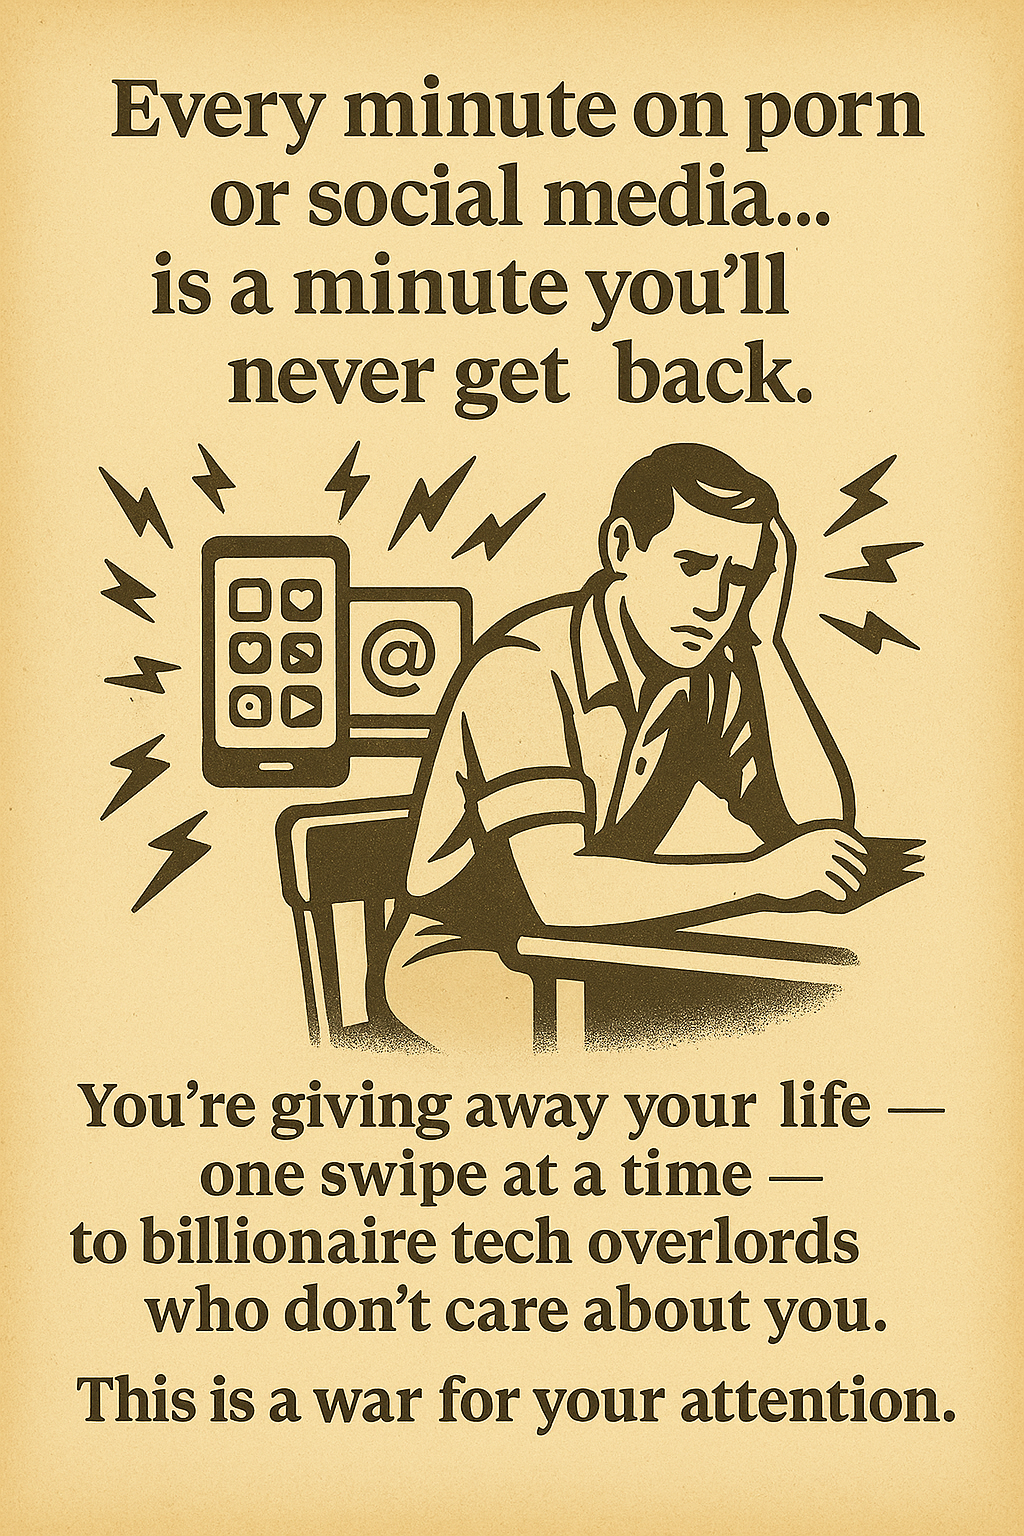 Every minute on porn
or social media...
is a minute you’ll
never get back.
@
You’re giving away your life —
one swipe at a time —
to billionaire tech overlords
who don’t care about you.
This is a war for your attention.